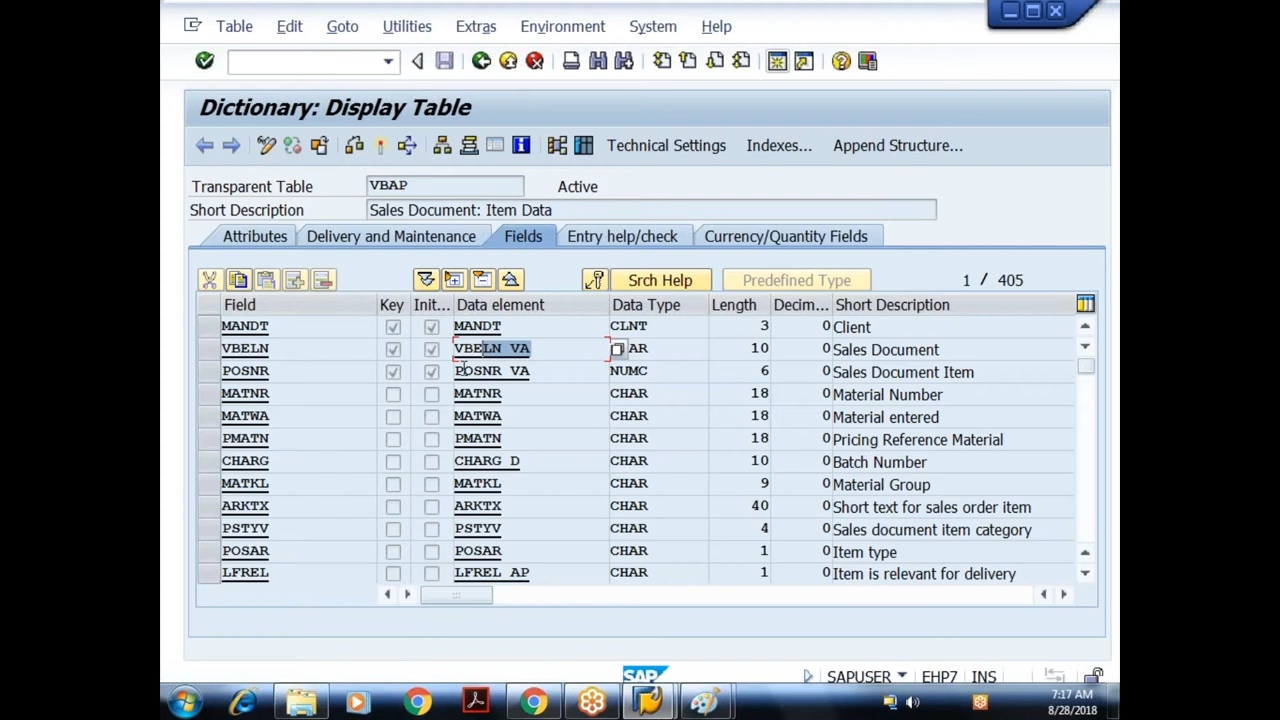 Table Edit Goto Utilities Extras Environment System Help
Dictionary: Display Table
Technical Settings Indexes... Append Structure...
Transparent Table VBAP Active
Short Description Sales Document: Item Data
Attributes Delivery and Maintenance Fields Entry help/check Currency/Quantity Fields
Srch Help Predefined Type 1 / 405
Field Key Init... Data element Data Type Length Decim... Short Description
MANDT MANDT CLNT 3 0 Client
VBELN VBELN VA AR 10 0 Sales Document
POSNR POSNR VA NUMC 6 0 Sales Document Item
MATNR MATNR CHAR 18 0 Material Number
MATWA MATWA CHAR 18 0 Material entered
PMATN PMATN CHAR 18 0 Pricing Reference Material
CHARG CHARG D CHAR 10 0 Batch Number
MATKL MATKL CHAR 9 0 Material Group
ARKTX ARKTX CHAR 40 0 Short text for sales order item
PSTYV PSTYV CHAR 4 0 Sales document item category
POSAR POSAR CHAR 1 0 Item type
LFREL LFREL AP CHAR 1 0 Item is relevant for delivery
SAP SAPUSER EHP7 INS
7:17 AM
8/28/2018